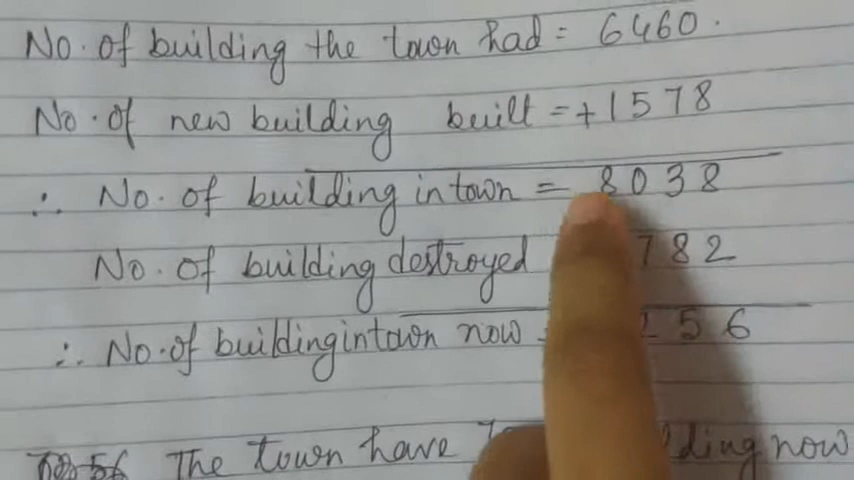 No. of building the town had = 6460.
No. of new building built = +1578
∴ No. of building in town = 8038
No. of building destroyed 782
∴ No. of building in town now 256
The town have ding now